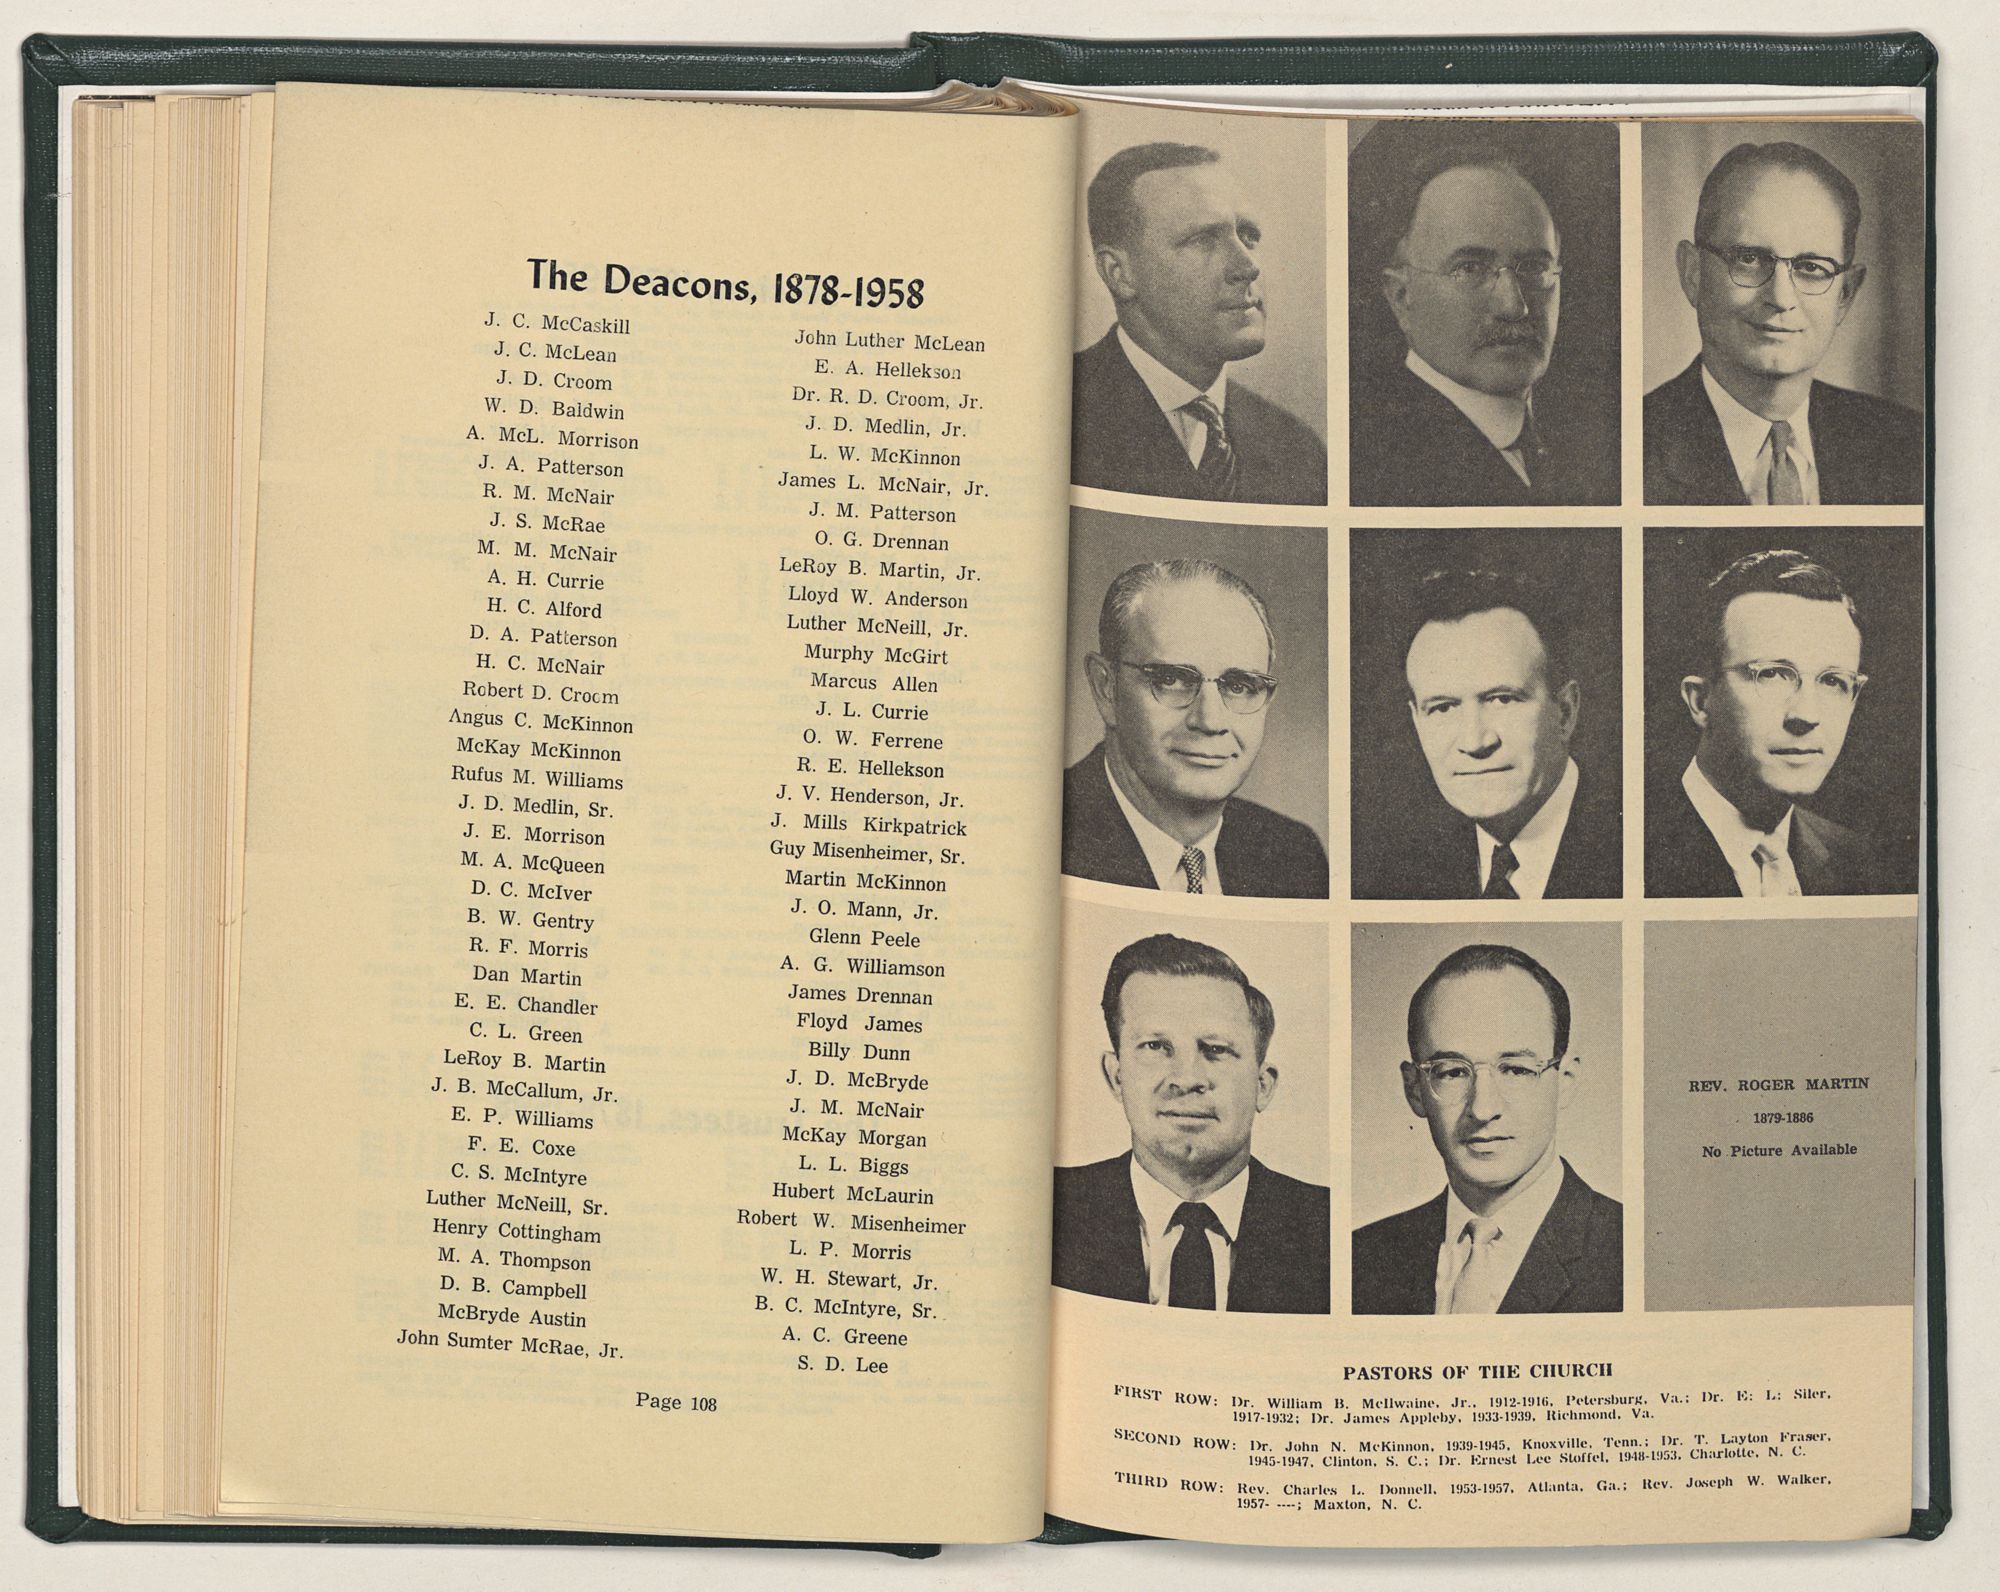 The Deacons, 1878-1958
J. C. McCaskill
J. C. McLean
J. D. Croom
W. D. Baldwin
A. McL. Morrison
J. A. Patterson
R. M. McNair
J. S. McRae
M. M. McNair
A. H. Currie
H. C. Alford
D. A. Patterson
H. C. McNair
Robert D. Croom
Angus C. McKinnon
McKay McKinnon
Rufus M. Williams
J. D. Medlin, Sr.
J. E. Morrison
M. A. McQueen
D. C. McIver
B. W. Gentry
R. F. Morris
Dan Martin
E. E. Chandler
C. L. Green
LeRoy B. Martin
J. B. McCallum, Jr.
E. P. Williams
F. E. Coxe
C. S. McIntyre
Luther McNeill, Sr.
Henry Cottingham
M. A. Thompson
D. B. Campbell
McBryde Austin
John Sumter McRae, Jr.
John Luther McLean
E. A. Hellekson
Dr. R. D. Croom, Jr.
J. D. Medlin, Jr.
L. W. McKinnon
James L. McNair, Jr.
J. M. Patterson
O. G. Drennan
LeRoy B. Martin, Jr.
Lloyd W. Anderson
Luther McNeill, Jr.
Murphy McGirt
Marcus Allen
J. L. Currie
O. W. Ferrene
R. E. Hellekson
J. V. Henderson, Jr.
J. Mills Kirkpatrick
Guy Misenheimer, Sr.
Martin McKinnon
J. O. Mann, Jr.
Glenn Peele
A. G. Williamson
James Drennan
Floyd James
Billy Dunn
J. D. McBryde
J. M. McNair
McKay Morgan
L. L. Biggs
Hubert McLaurin
Robert W. Misenheimer
L. P. Morris
W. H. Stewart, Jr.
B. C. McIntyre, Sr.
A. C. Greene
S. D. Lee
Page 108
REV. ROGER MARTIN
1879-1886
No Picture Available
PASTORS OF THE CHURCH
FIRST ROW: Dr. William B. McIlwaine, Jr., 1912-1916, Petersburg, Va.; Dr. E. L. Siler,
1917-1932; Dr. James Appleby, 1933-1939, Richmond, Va.
SECOND ROW: Dr. John N. McKinnon, 1939-1945, Knoxville, Tenn.; Dr. T. Layton Fraser,
1945-1947, Clinton, S. C.; Dr. Ernest Lee Stoffel, 1948-1953, Charlotte, N. C.
THIRD ROW: Rev. Charles L. Donnell, 1953-1957, Atlanta, Ga.; Rev. Joseph W. Walker,
1957- ----; Maxton, N. C.